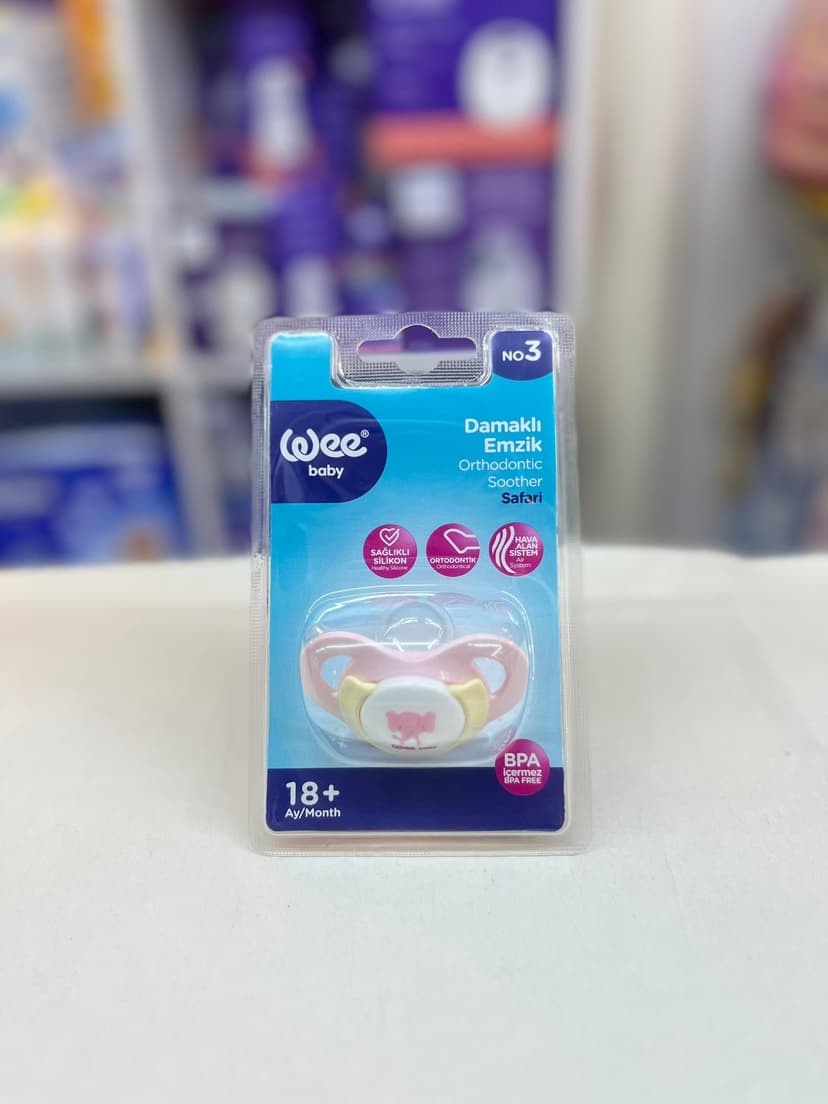 NO3
Wee®
baby
Damaklı
Emzik
Orthodontic
Soother
Safari
SAĞLIKLI
SİLİKON
Healthy Silicone
ORTODONTİK
Orthodontical
HAVA
ALAN
SİSTEM
Air
System
BPA
içermez
BPA FREE
18+
Ay/Month